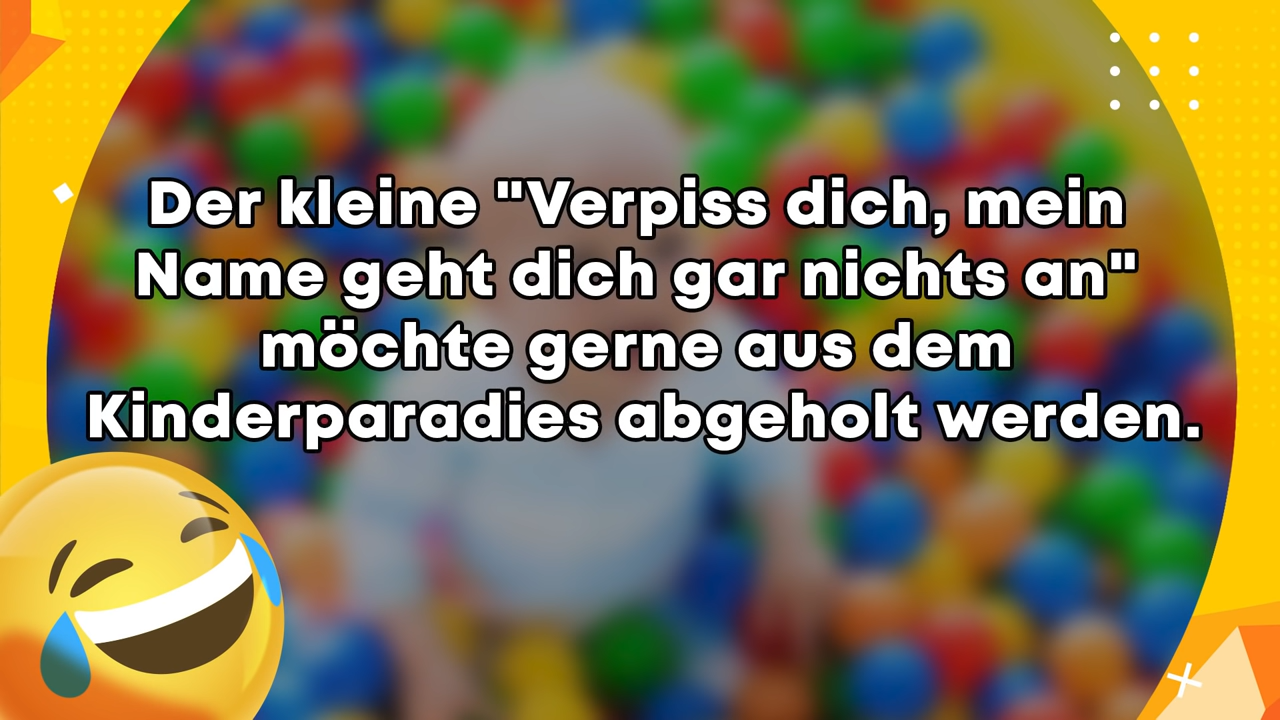 Der kleine "Verpiss dich, mein
Name geht dich gar nichts an"
möchte gerne aus dem
Kinderparadies abgeholt werden.